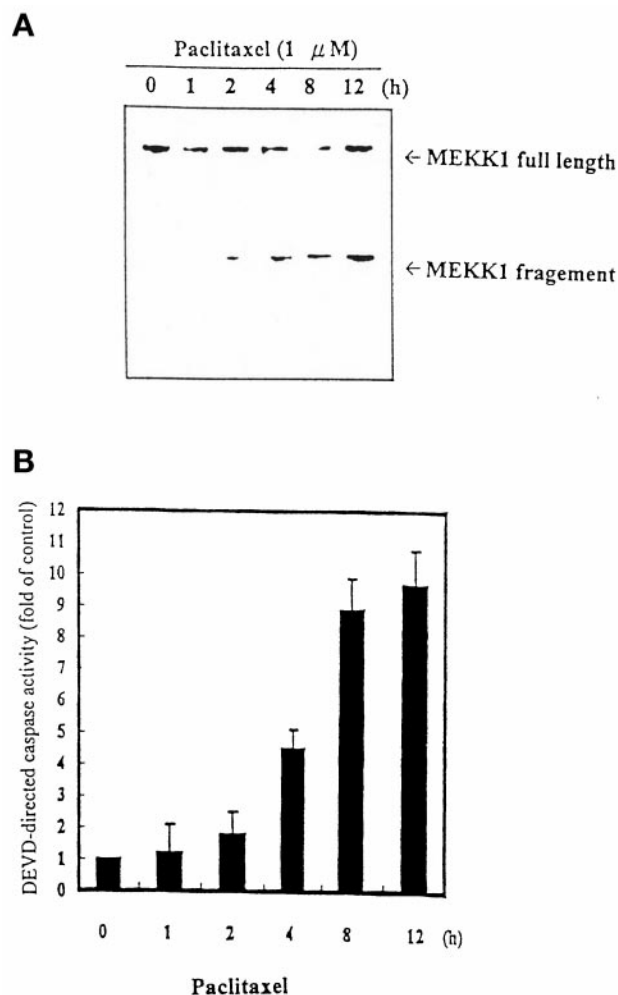 A
Paclitaxel (1 μM)
0 1 2 4 8 12 (h)
← MEKK1 full length
← MEKK1 fragement
B
DEVD-directed caspase activity (fold of control)
12
11
10
9
8
7
6
5
4
3
2
1
0
0 1 2 4 8 12 (h)
Paclitaxel